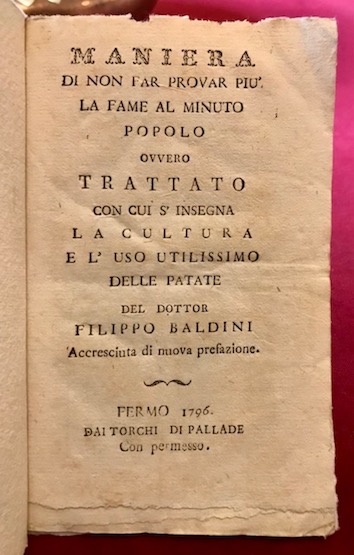 MANIERA
DI NON FAR PROVAR PIU'
LA FAME AL MINUTO
POPOLO
OVVERO
TRATTATO
CON CUI S' INSEGNA
LA CULTURA
E L' USO UTILISSIMO
DELLE PATATE
DEL DOTTOR
FILIPPO BALDINI
Accresciuta di nuova prefazione.
FERMO 1796.
DAI TORCHI DI PALLADE
Con permesso.